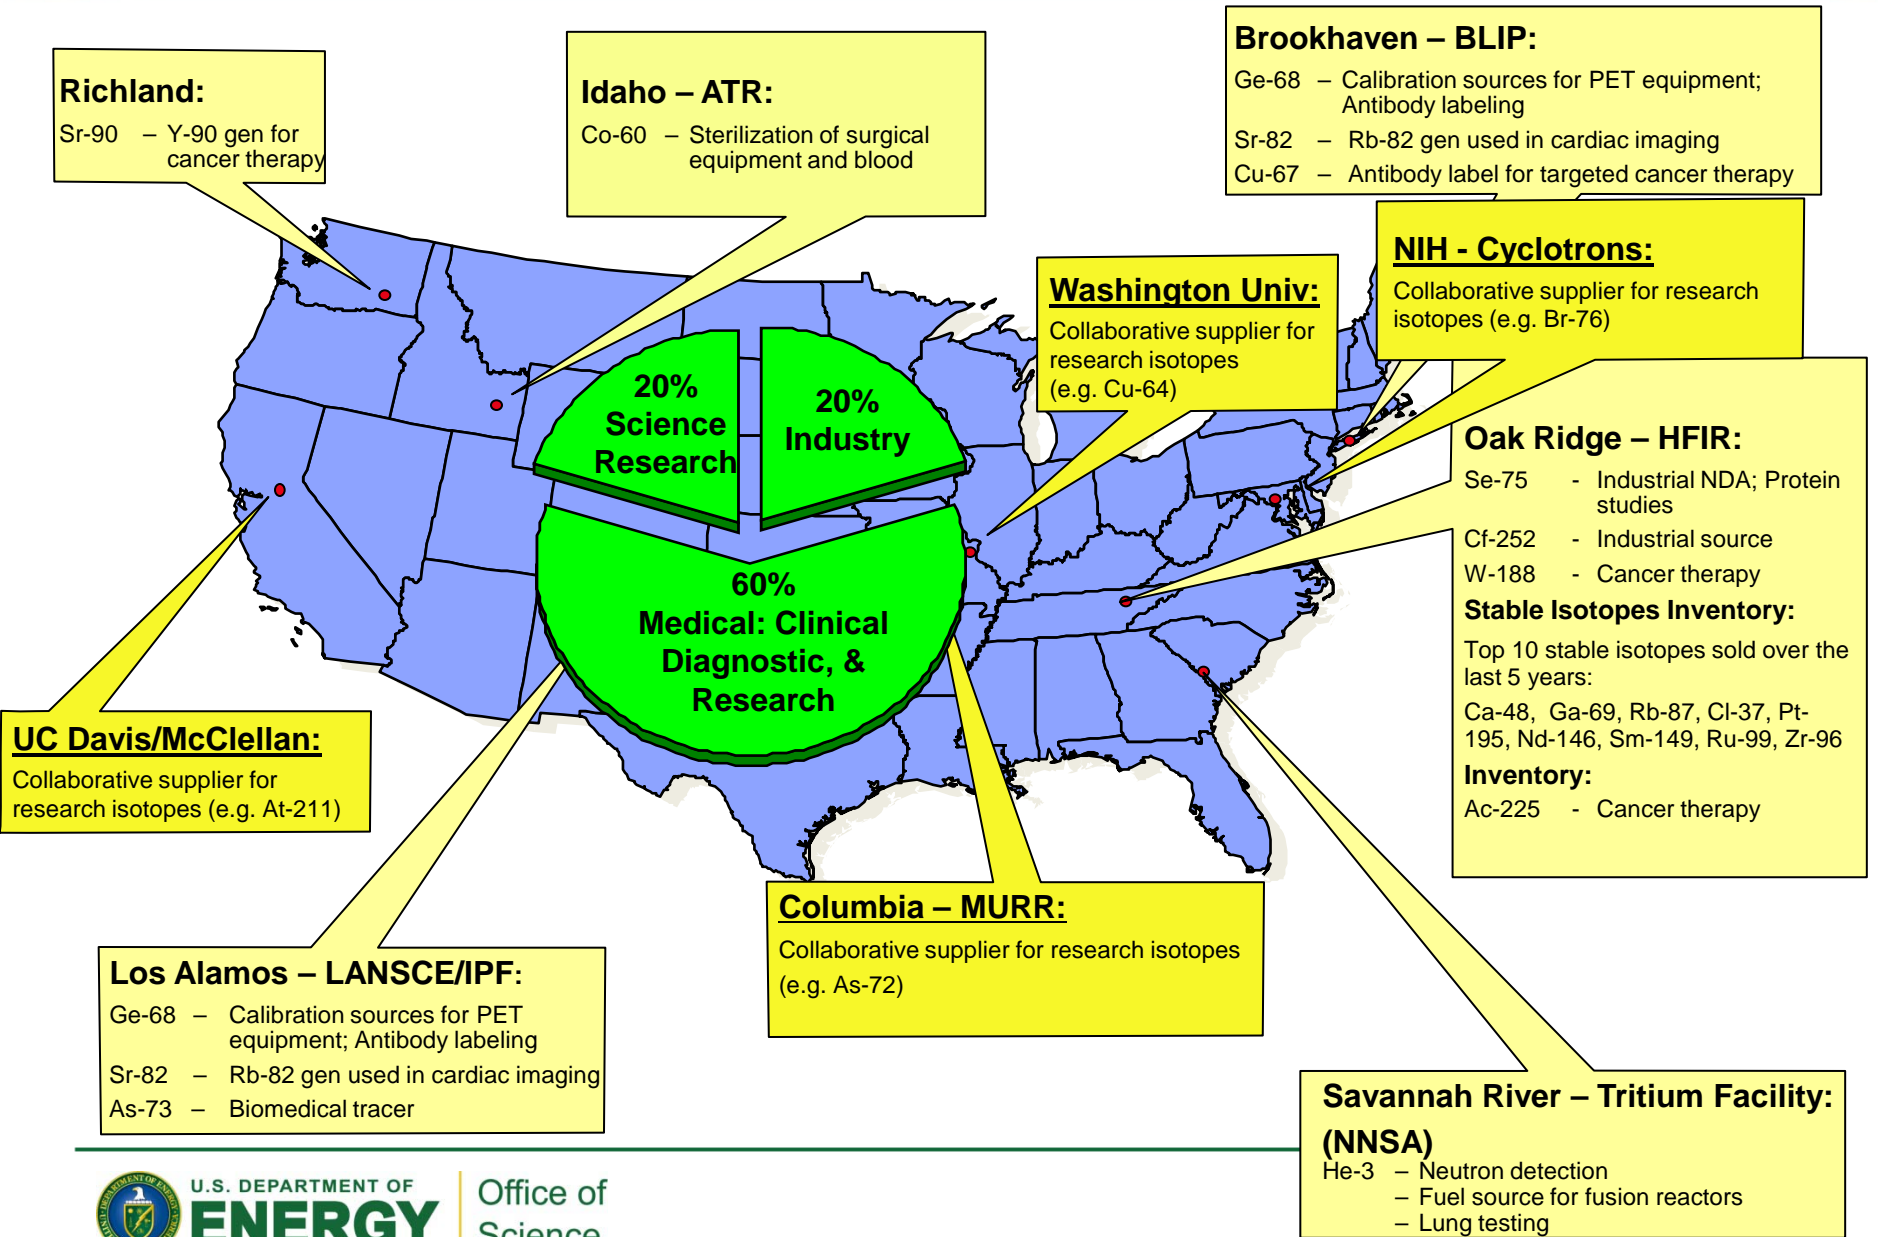 Richland:
Sr-90 – Y-90 gen for
cancer therapy
Idaho – ATR:
Co-60 – Sterilization of surgical
equipment and blood
Brookhaven – BLIP:
Ge-68 – Calibration sources for PET equipment;
Antibody labeling
Sr-82 – Rb-82 gen used in cardiac imaging
Cu-67 – Antibody label for targeted cancer therapy
NIH - Cyclotrons:
Collaborative supplier for research
isotopes (e.g. Br-76)
Washington Univ:
Collaborative supplier for
research isotopes
(e.g. Cu-64)
20%
Science
Research
20%
Industry
60%
Medical: Clinical
Diagnostic, &
Research
Oak Ridge – HFIR:
Se-75 - Industrial NDA; Protein
studies
Cf-252 - Industrial source
W-188 - Cancer therapy
Stable Isotopes Inventory:
Top 10 stable isotopes sold over the
last 5 years:
Ca-48, Ga-69, Rb-87, Cl-37, Pt-
195, Nd-146, Sm-149, Ru-99, Zr-96
Inventory:
Ac-225 - Cancer therapy
UC Davis/McClellan:
Collaborative supplier for
research isotopes (e.g. At-211)
Columbia – MURR:
Collaborative supplier for research isotopes
(e.g. As-72)
Los Alamos – LANSCE/IPF:
Ge-68 – Calibration sources for PET
equipment; Antibody labeling
Sr-82 – Rb-82 gen used in cardiac imaging
As-73 – Biomedical tracer
Savannah River – Tritium Facility:
(NNSA)
He-3 – Neutron detection
– Fuel source for fusion reactors
– Lung testing
U.S. DEPARTMENT OF
ENERGY
Office of
Science